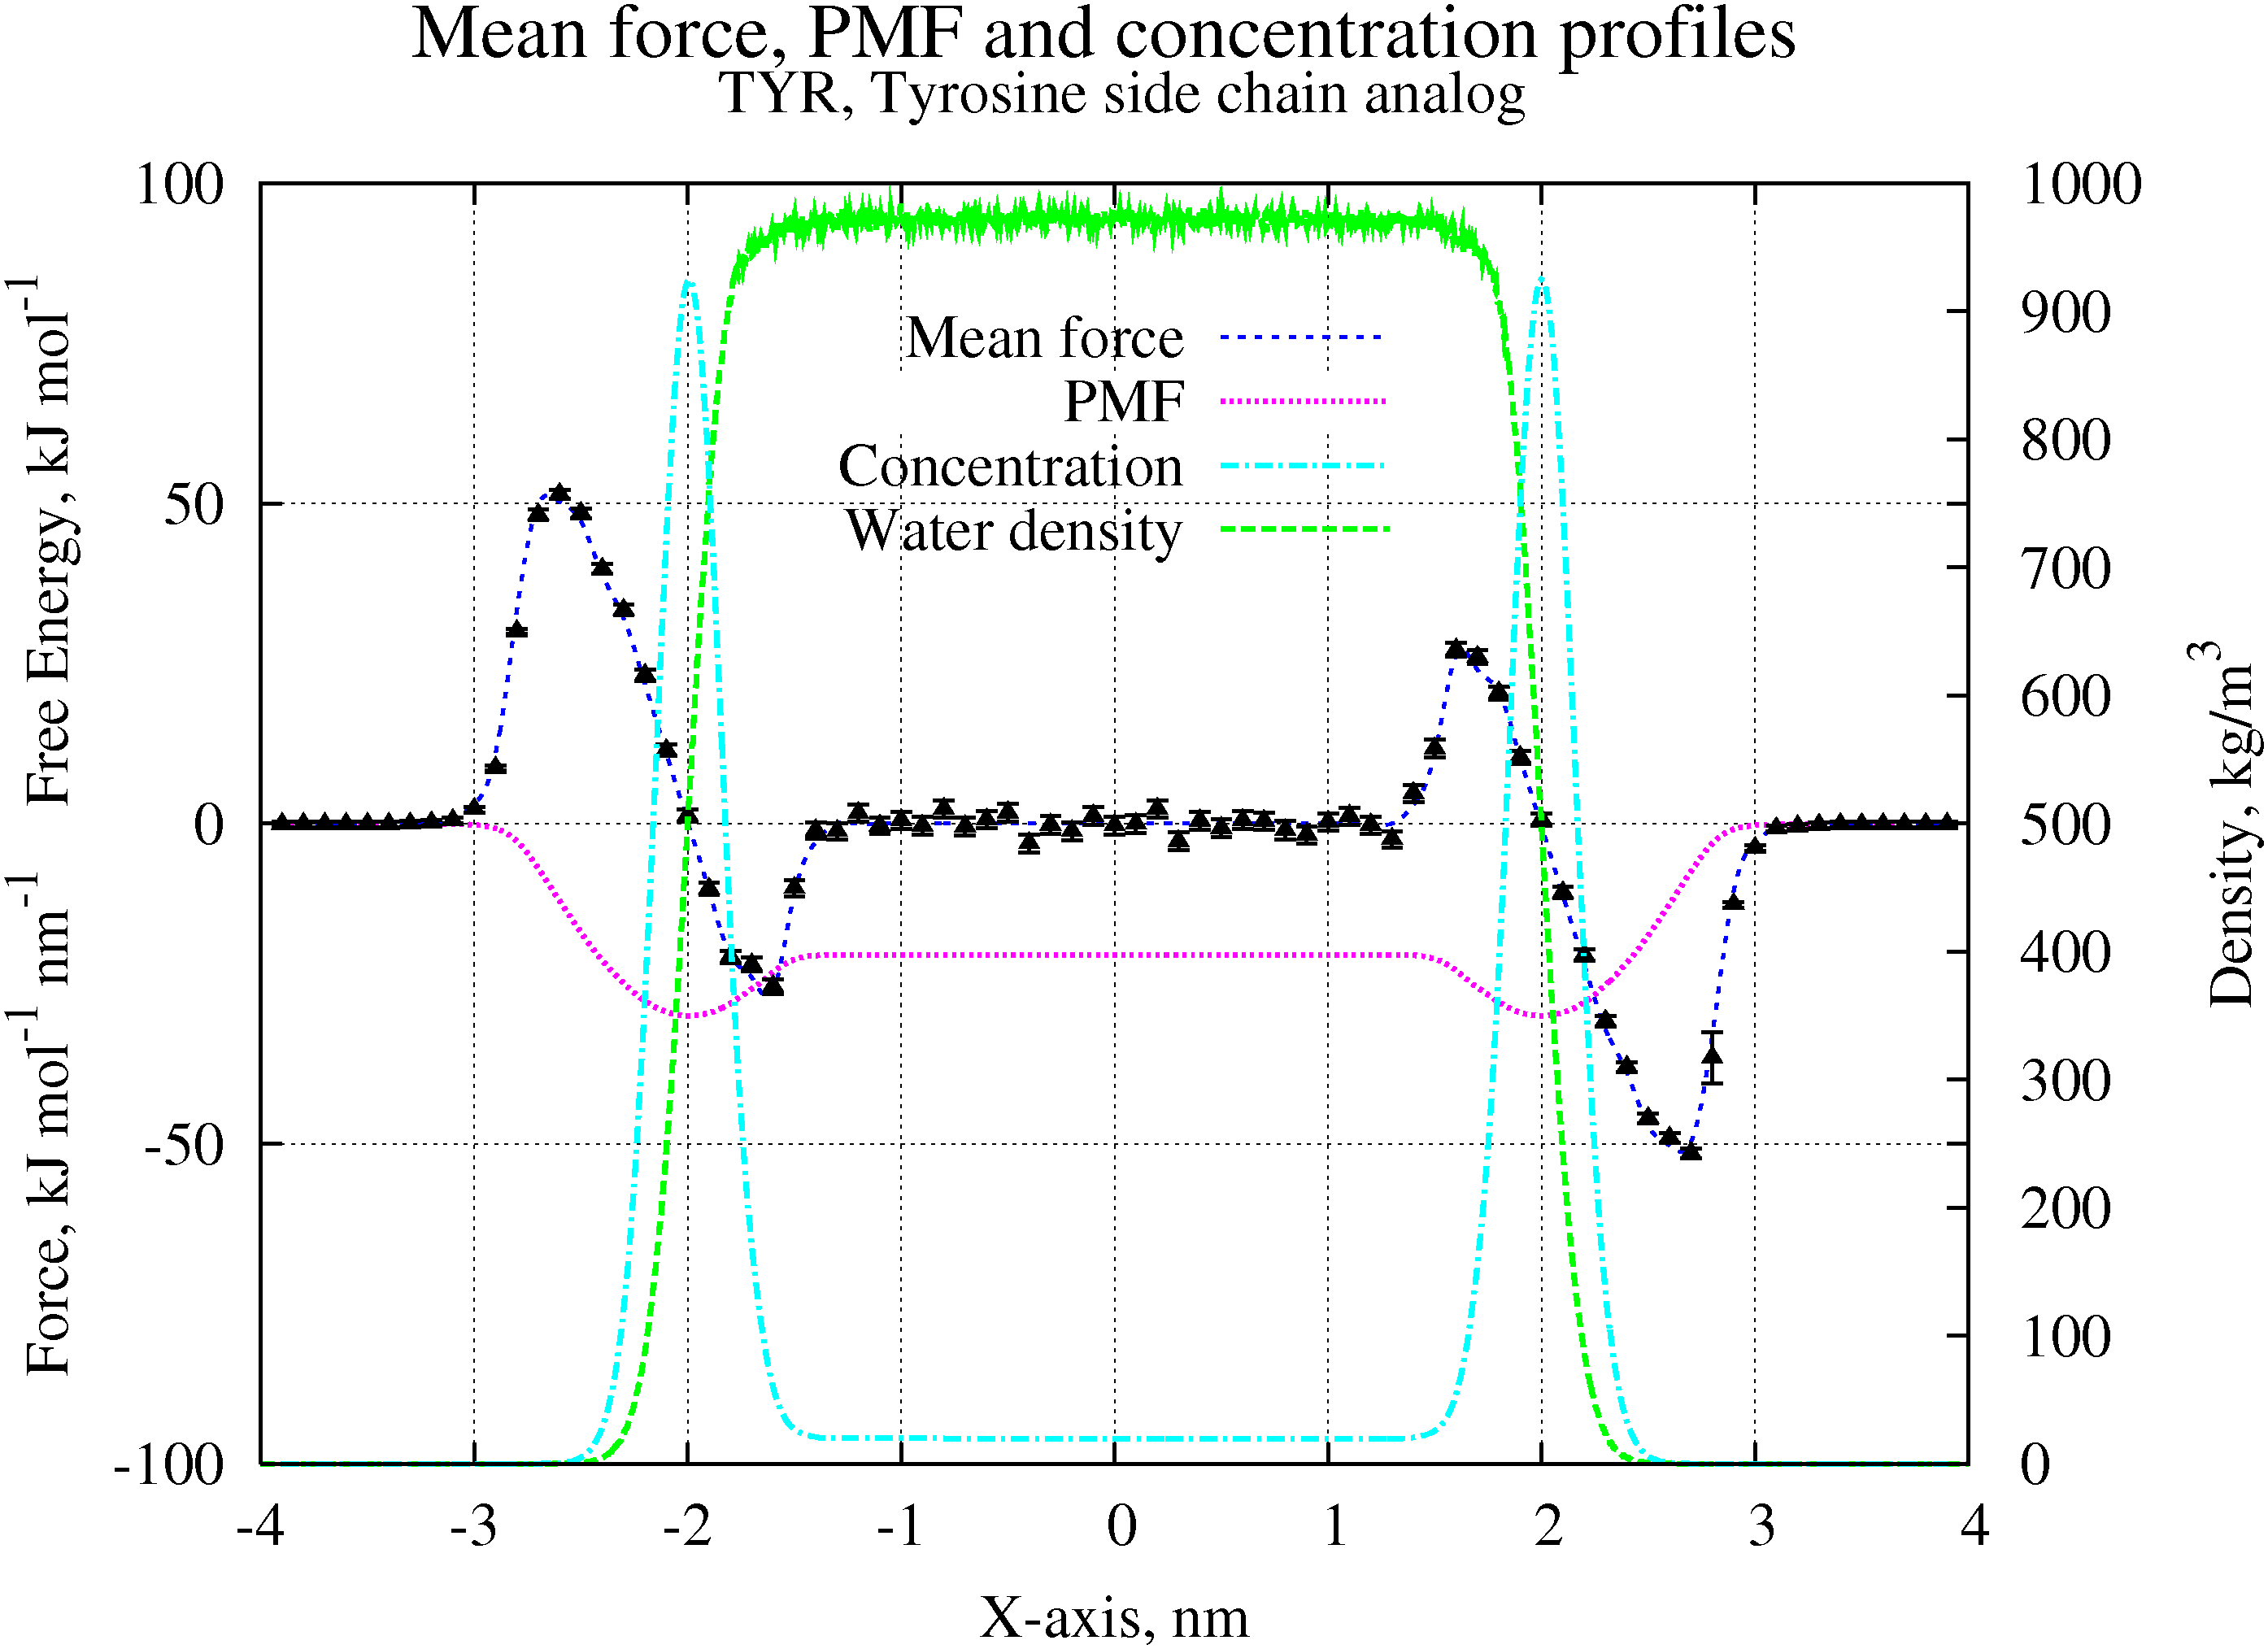 Mean force, PMF and concentration profiles
TYR, Tyrosine side chain analog
Force, kJ mol-1 nm-1 Free Energy, kJ mol-1
100
50
0
-50
-100
Mean force
PMF
Concentration
Water density
1000
900
800
700
600
500
400
300
200
100
0
Density, kg/m3
-4 -3 -2 -1 0 1 2 3 4
X-axis, nm